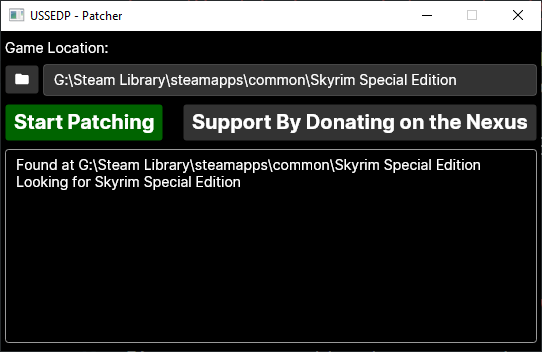 USSEDP - Patcher
Game Location:
G:\Steam Library\steamapps\common\Skyrim Special Edition
Start Patching
Support By Donating on the Nexus
Found at G:\Steam Library\steamapps\common\Skyrim Special Edition
Looking for Skyrim Special Edition